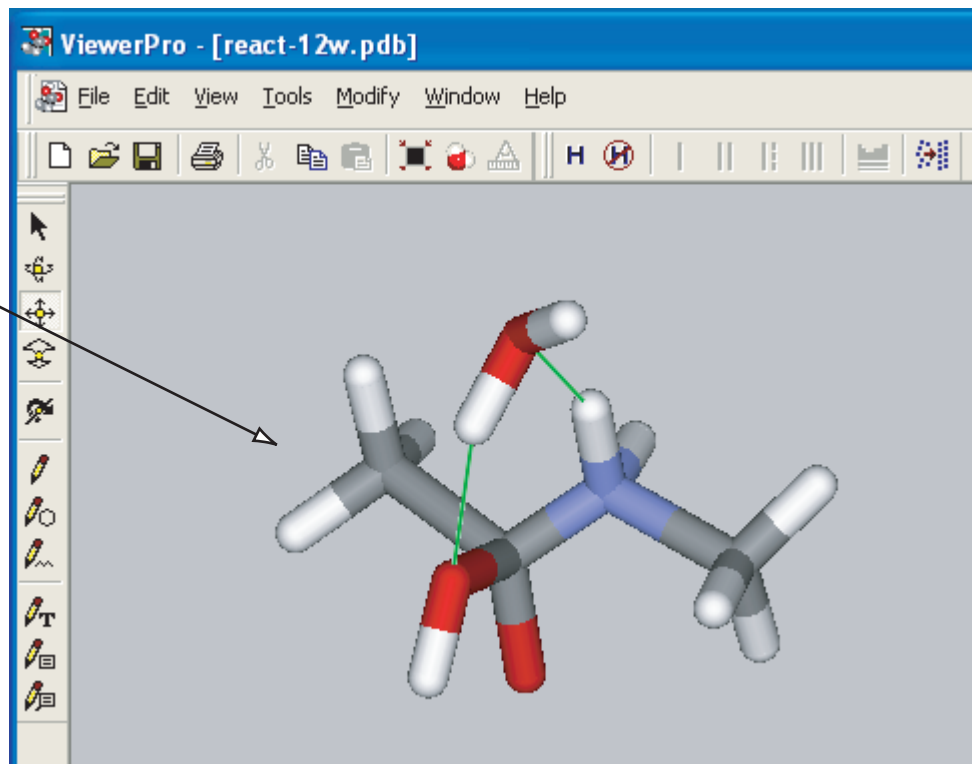 ViewerPro - [react-12w.pdb]
File Edit View Tools Modify Window Help
H H
T